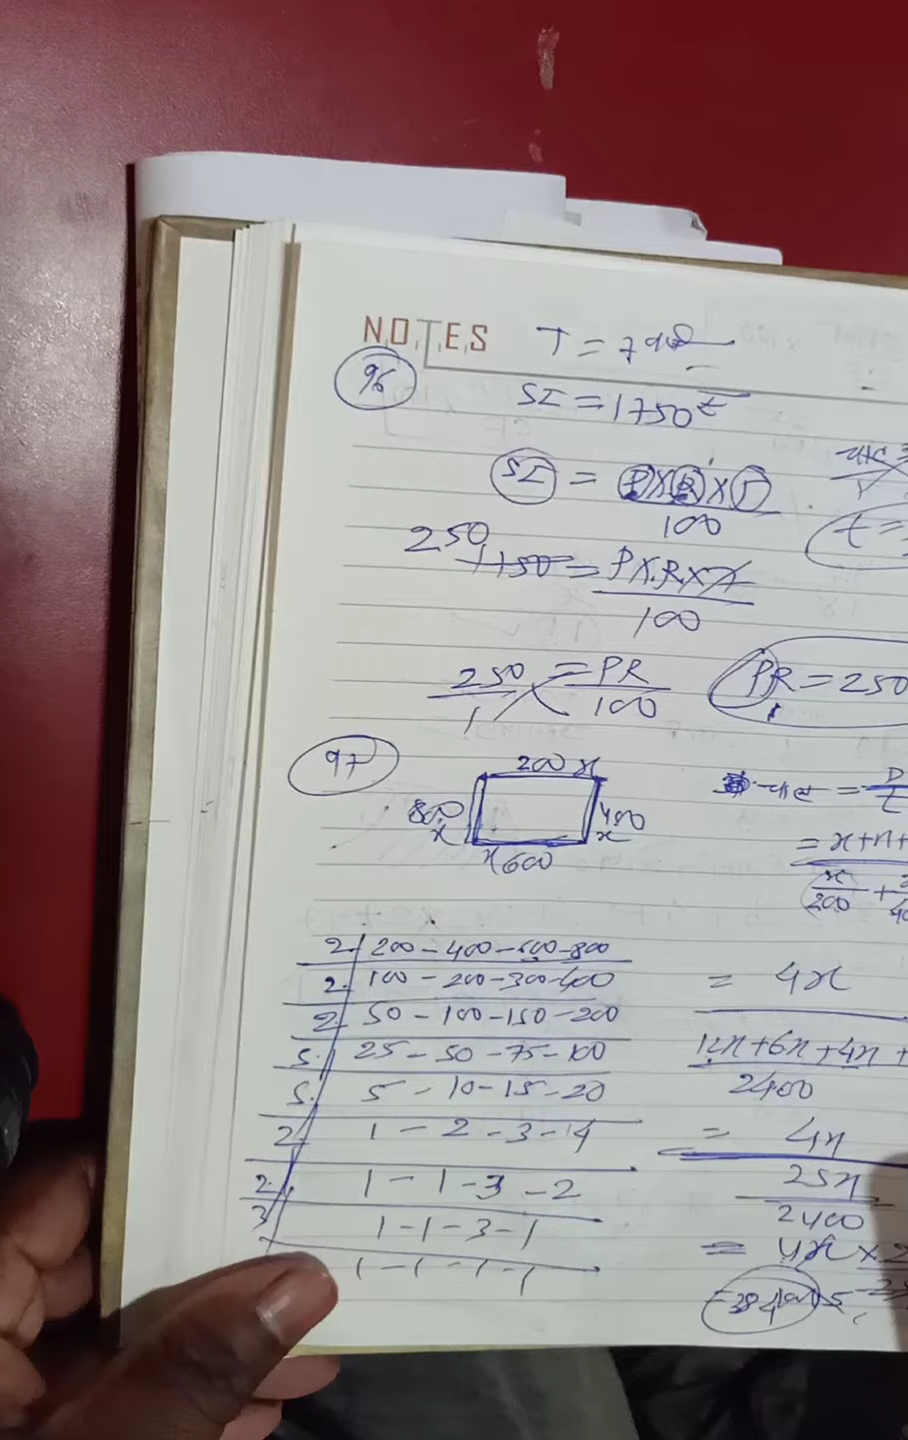 NOTES T = 7
96
SI = 1750
SI = P×R×T
100
250
1750 = P×R×7
100
250 = PR
1 100
PR = 250
97
200 x
800 x
400 x
x 600
= x+x+
x
200 +
2 | 200 - 400 - 600 - 800
2 | 100 - 200 - 300 - 400
2 | 50 - 100 - 150 - 200
5 | 25 - 50 - 75 - 100
5 | 5 - 10 - 15 - 20
2 | 1 - 2 - 3 - 4
2 | 1 - 1 - 3 - 2
3 | 1 - 1 - 3 - 1
1 - 1 - 1 - 1
= 4x
12x+6x+4x+
2400
= 4x
25x
2400
= 4x × 2
= 384